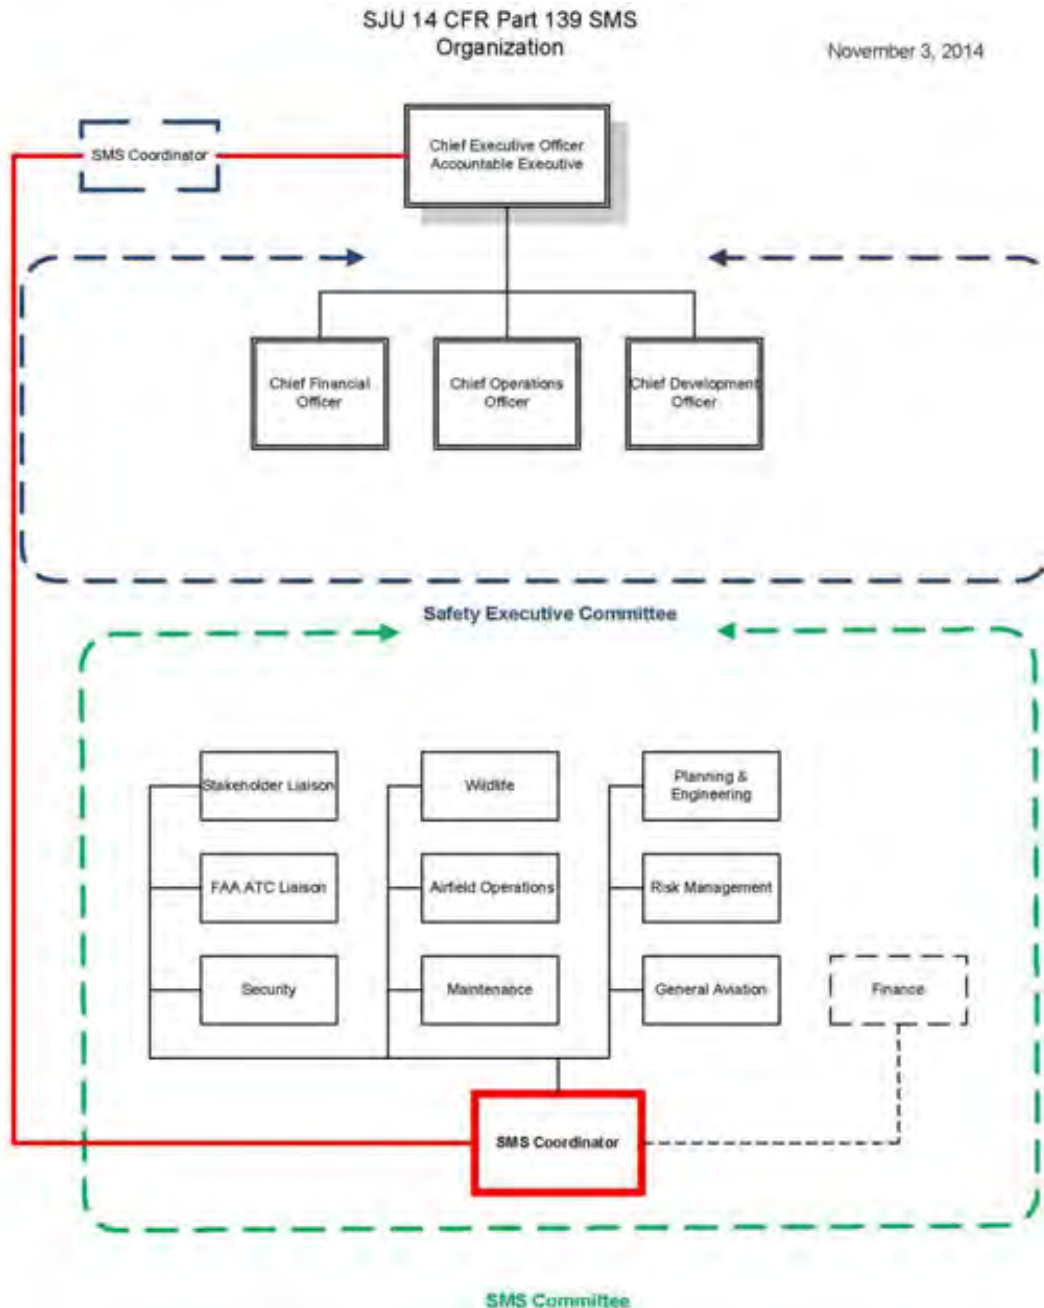 SJU 14 CFR Part 139 SMS
Organization
November 3, 2014
SMS Coordinator
Chief Executive Officer
Accountable Executive
Chief Financial
Officer
Chief Operations
Officer
Chief Development
Officer
Safety Executive Committee
Stakeholder Liaison
Wildlife
Planning &
Engineering
FAA ATC Liaison
Airfield Operations
Risk Management
Security
Maintenance
General Aviation
Finance
SMS Coordinator
SMS Committee